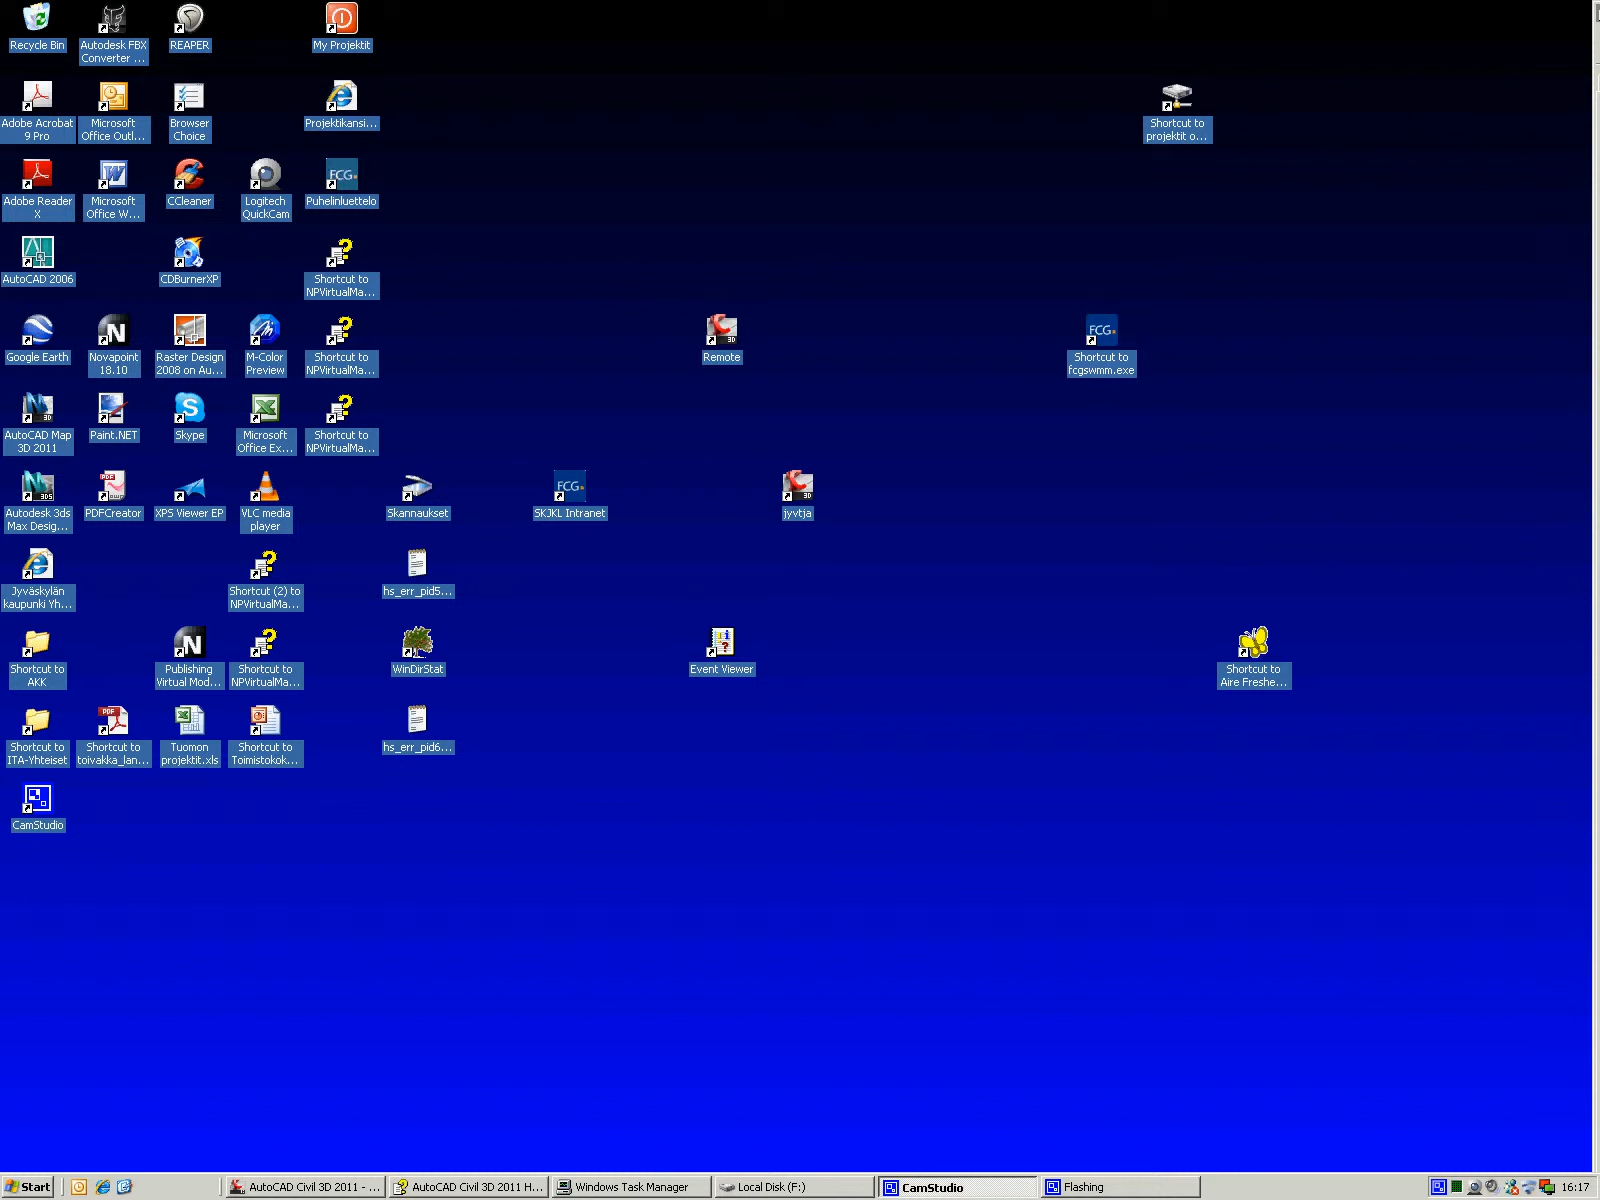 Recycle Bin
Autodesk FBX
Converter ...
REAPER
My Projektit
Adobe Acrobat
9 Pro
Microsoft
Office Outl...
Browser
Choice
Projektikansi...
Shortcut to
projektit o...
Adobe Reader
X
Microsoft
Office W...
CCleaner
Logitech
QuickCam
FCG
Puhelinluettelo
AutoCAD 2006
CDBurnerXP
Shortcut to
NPVirtualMa...
Google Earth
Novapoint
18.10
Raster Design
2008 on Au...
M-Color
Preview
Shortcut to
NPVirtualMa...
Remote
FCG
Shortcut to
fcgswmm.exe
AutoCAD Map
3D 2011
Paint.NET
Skype
Microsoft
Office Ex...
Shortcut to
NPVirtualMa...
Autodesk 3ds
Max Desig...
PDFCreator
XPS Viewer EP
VLC media
player
Skannaukset
FCG
SKJKL Intranet
jyvtja
Jyväskylän
kaupunki Yh...
Shortcut (2) to
NPVirtualMa...
hs_err_pid5...
Shortcut to
AKK
Publishing
Virtual Mod...
Shortcut to
NPVirtualMa...
WinDirStat
Event Viewer
Shortcut to
Aire Freshe...
Shortcut to
ITA-Yhteiset
Shortcut to
toivakka_lan...
Tuomon
projektit.xls
Shortcut to
Toimistokok...
hs_err_pid6...
CamStudio
Start
AutoCAD Civil 3D 2011 - ...
AutoCAD Civil 3D 2011 H...
Windows Task Manager
Local Disk (F:)
CamStudio
Flashing
16:17